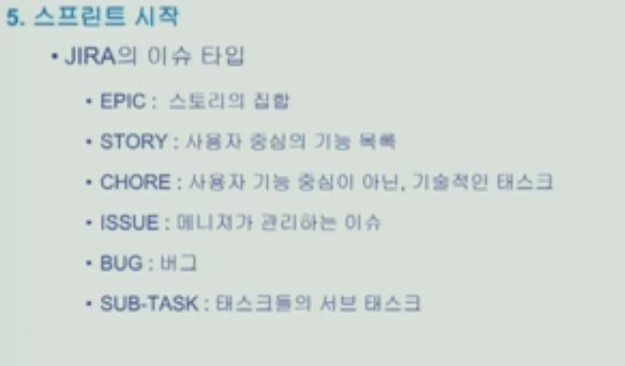 5. 스프린트 시작
• JIRA의 이슈 타입
• EPIC : 스토리의 집합
• STORY : 사용자 중심의 기능 목록
• CHORE : 사용자 기능 중심이 아닌, 기술적인 태스크
• ISSUE : 메니져가 관리하는 이슈
• BUG : 버그
• SUB-TASK : 태스크들의 서브 태스크